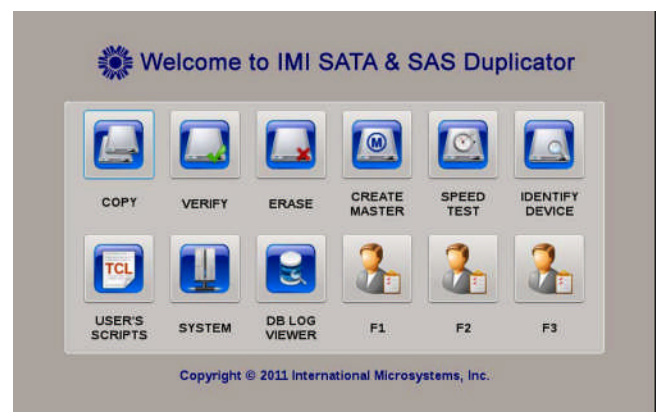 Welcome to IMI SATA & SAS Duplicator
M
COPY
VERIFY
ERASE
CREATE
MASTER
SPEED
TEST
IDENTIFY
DEVICE
TCL
USER'S
SCRIPTS
SYSTEM
DB LOG
VIEWER
F1
F2
F3
Copyright © 2011 International Microsystems, Inc.